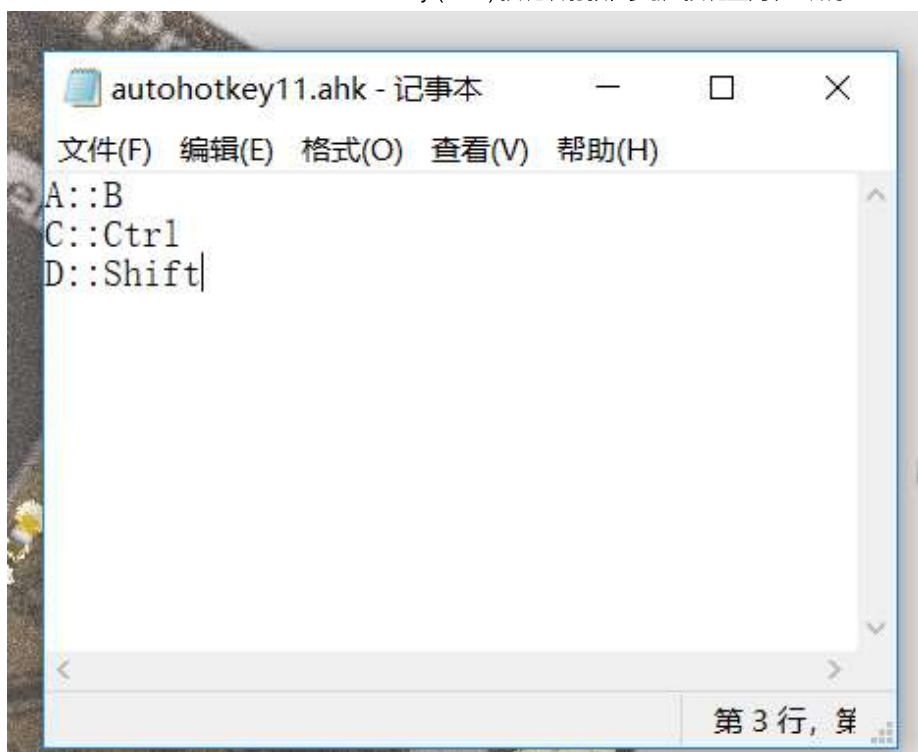 autohotkey11.ahk - 记事本
文件(F) 编辑(E) 格式(O) 查看(V) 帮助(H)
A::B
C::Ctrl
D::Shift
第 3 行,